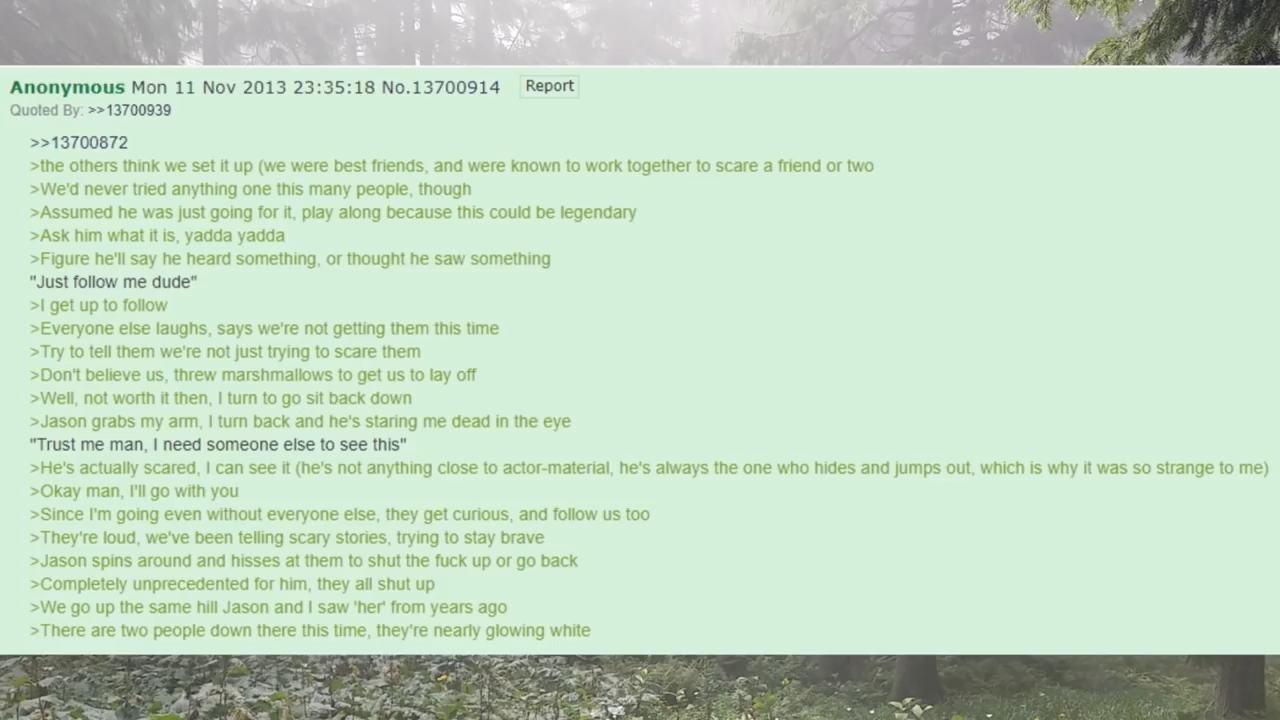 Anonymous Mon 11 Nov 2013 23:35:18 No.13700914 Report
Quoted By: >>13700939
>>13700872
>the others think we set it up (we were best friends, and were known to work together to scare a friend or two
>We'd never tried anything one this many people, though
>Assumed he was just going for it, play along because this could be legendary
>Ask him what it is, yadda yadda
>Figure he'll say he heard something, or thought he saw something
"Just follow me dude"
>I get up to follow
>Everyone else laughs, says we're not getting them this time
>Try to tell them we're not just trying to scare them
>Don't believe us, threw marshmallows to get us to lay off
>Well, not worth it then, I turn to go sit back down
>Jason grabs my arm, I turn back and he's staring me dead in the eye
"Trust me man, I need someone else to see this"
>He's actually scared, I can see it (he's not anything close to actor-material, he's always the one who hides and jumps out, which is why it was so strange to me)
>Okay man, I'll go with you
>Since I'm going even without everyone else, they get curious, and follow us too
>They're loud, we've been telling scary stories, trying to stay brave
>Jason spins around and hisses at them to shut the fuck up or go back
>Completely unprecedented for him, they all shut up
>We go up the same hill Jason and I saw 'her' from years ago
>There are two people down there this time, they're nearly glowing white